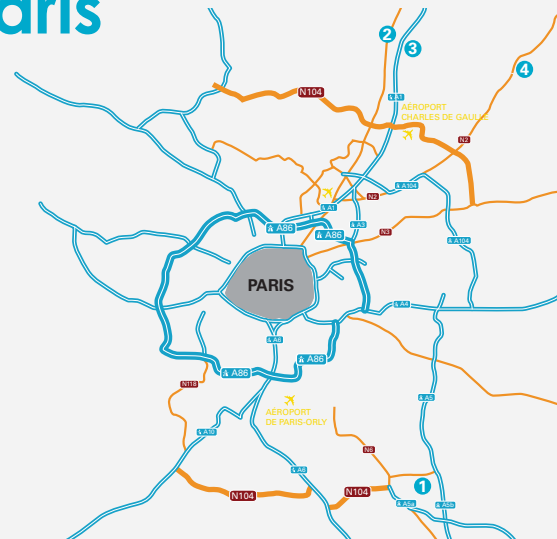 aris
2
3
4
A1
N104
AÉROPORT
CHARLES DE GAULLE
N2
A104
N2
A1
A3
A86
A86
N3
A104
PARIS
A4
A6
A86
A86
N118
A5
AÉROPORT
DE PARIS-ORLY
A10
N6
A6
1
N104
N104
A5a
A5b